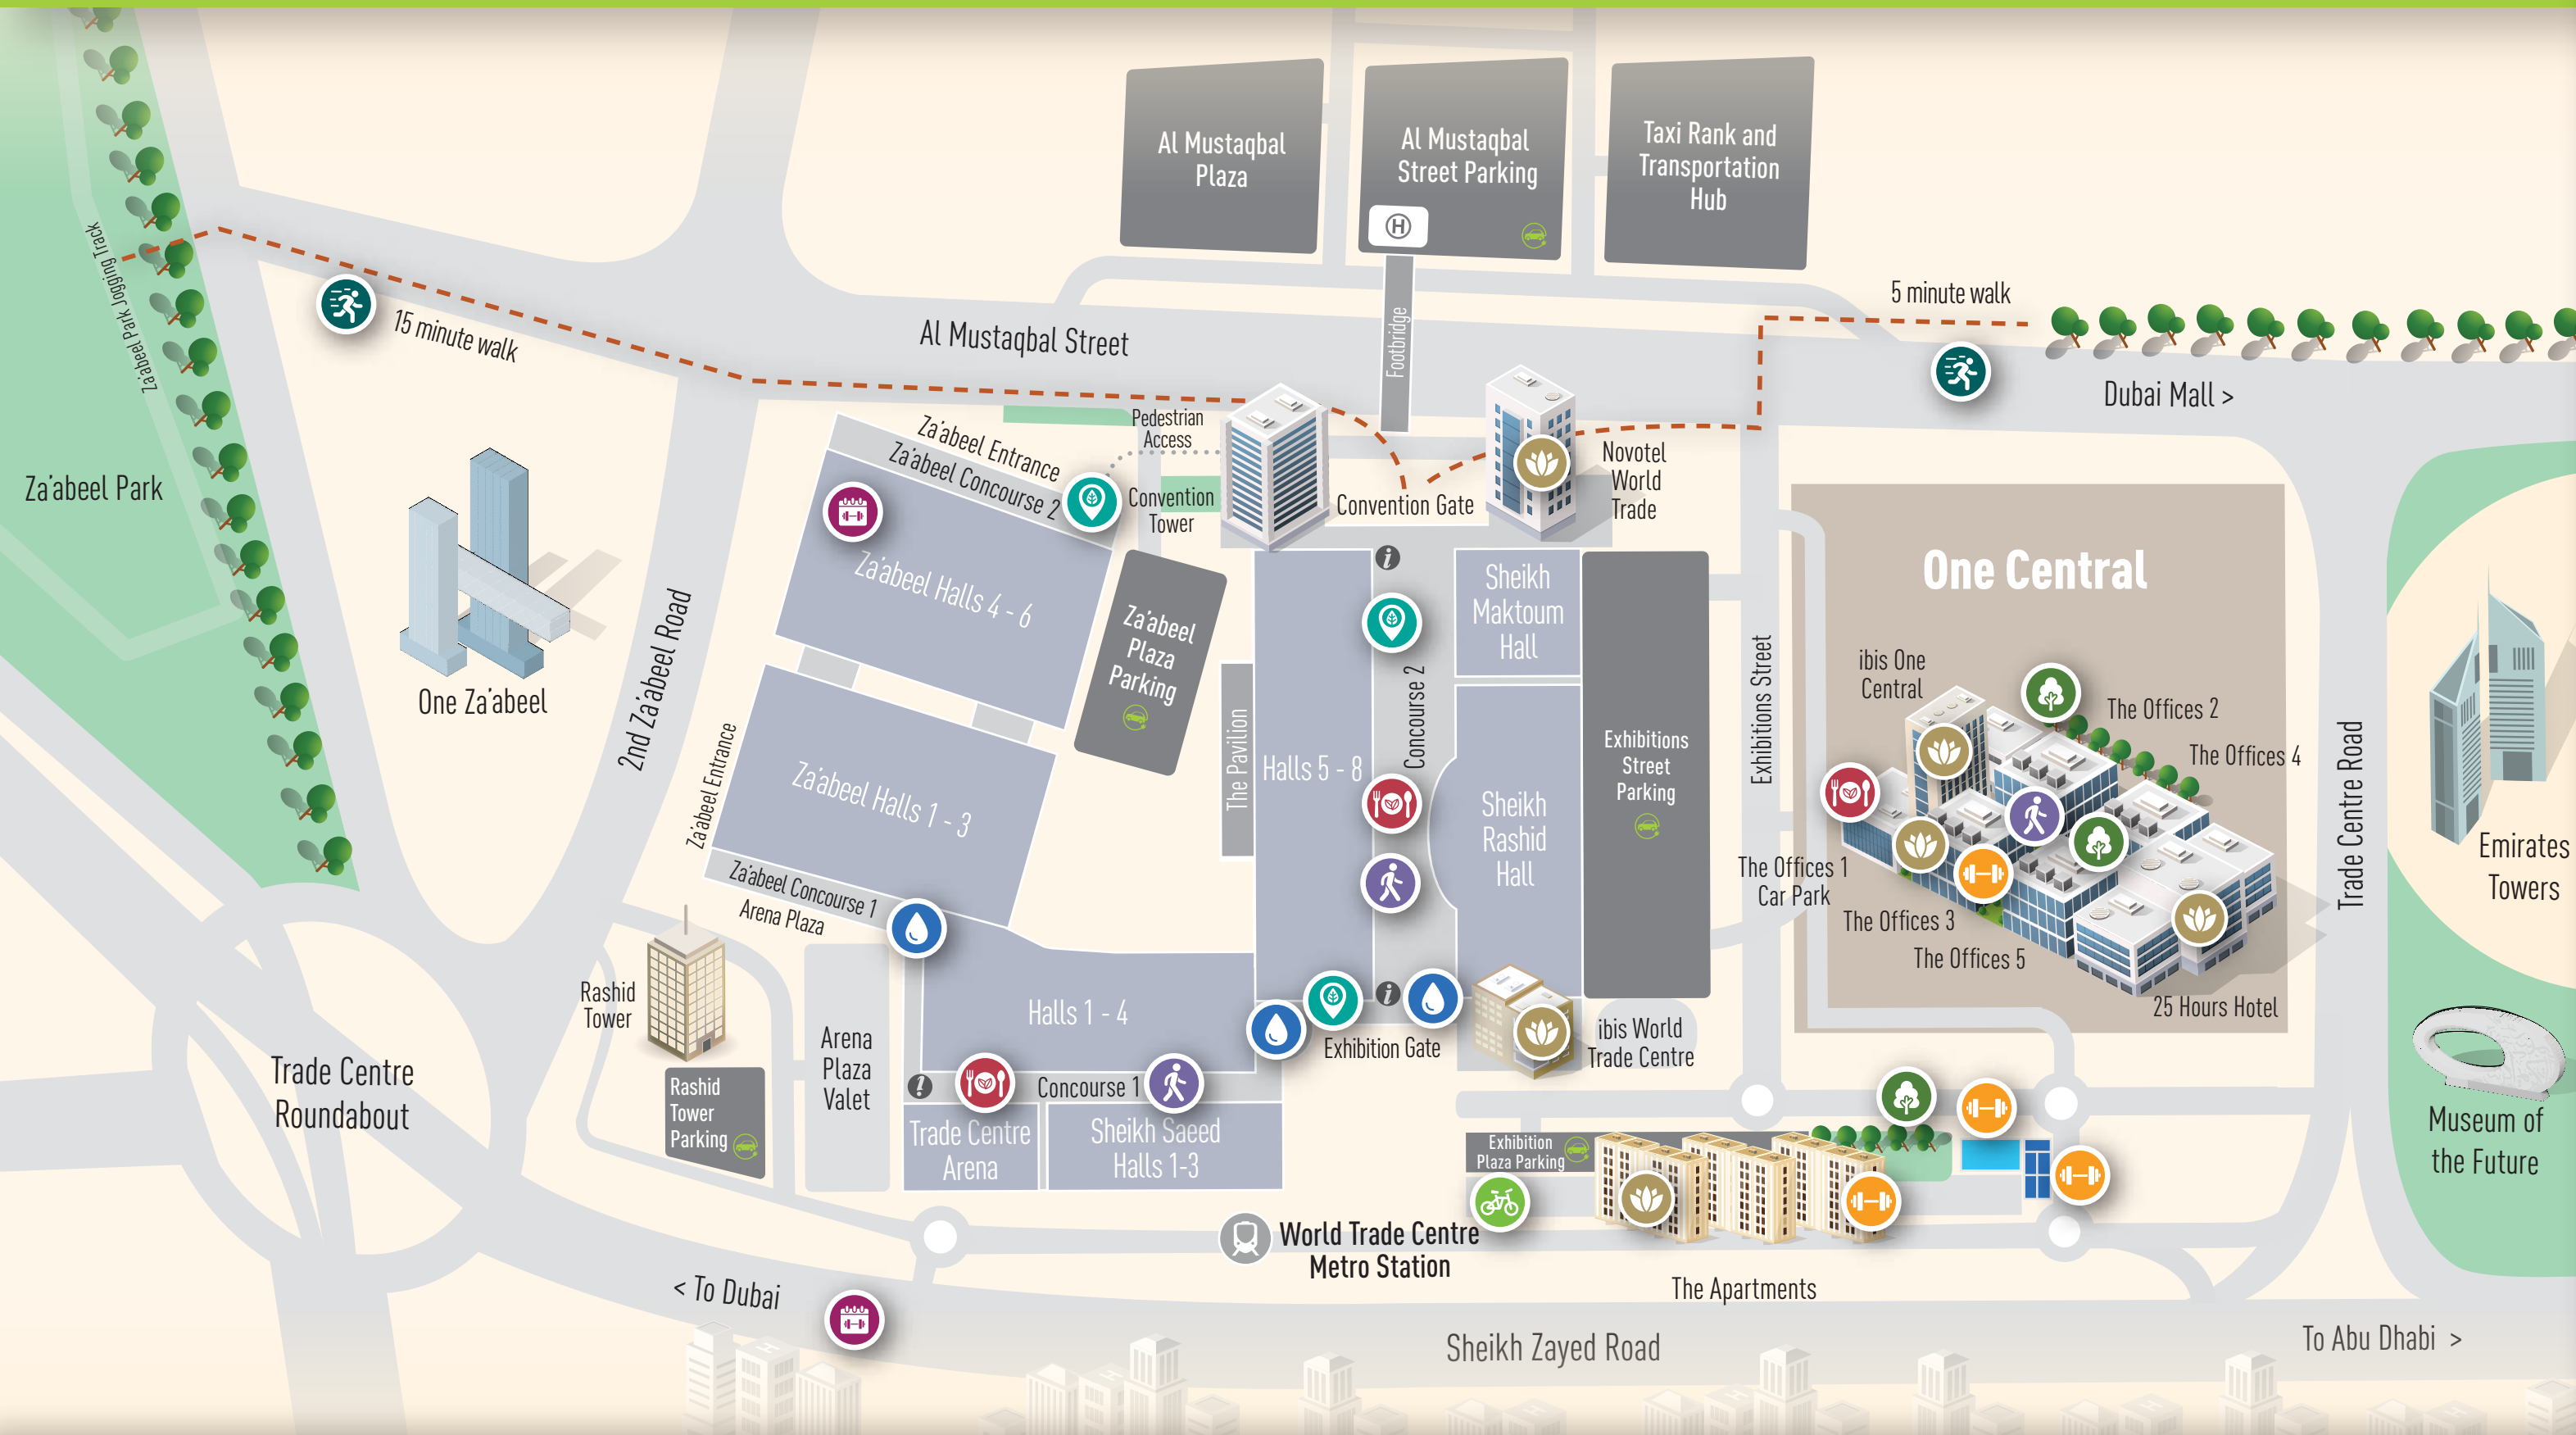 Al Mustaqbal
Plaza
Al Mustaqbal
Street Parking
H
Taxi Rank and
Transportation
Hub
Za'abeel Park Jogging Track
15 minute walk
Al Mustaqbal Street
Footbridge
5 minute walk
Dubai Mall >
Za'abeel Park
One Za'abeel
2nd Za'abeel Road
Za'abeel Entrance
Za'abeel Concourse 2
Pedestrian
Access
Convention
Tower
Convention Gate
Novotel
World
Trade
Za'abeel Halls 4 - 6
Za'abeel
Plaza
Parking
i
Sheikh
Maktoum
Hall
One Central
Za'abeel Entrance
Za'abeel Halls 1 - 3
The Pavilion
Halls 5 - 8
Concourse 2
Sheikh
Rashid
Hall
Exhibitions
Street
Parking
Exhibitions Street
ibis One
Central
The Offices 2
The Offices 4
The Offices 1
Car Park
The Offices 3
The Offices 5
25 Hours Hotel
Trade Centre Road
Emirates
Towers
Za'abeel Concourse 1
Arena Plaza
Rashid
Tower
Halls 1 - 4
i
Exhibition Gate
ibis World
Trade Centre
Trade Centre
Roundabout
Rashid
Tower
Parking
Arena
Plaza
Valet
i
Concourse 1
Trade Centre
Arena
Sheikh Saeed
Halls 1-3
Exhibition
Plaza Parking
Museum of
the Future
World Trade Centre
Metro Station
The Apartments
< To Dubai
Sheikh Zayed Road
To Abu Dhabi >